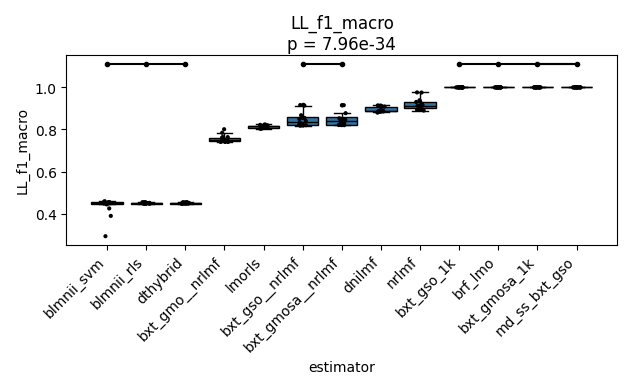 LL_f1_macro
p = 7.96e-34
LL_f1_macro
1.0
0.8
0.6
0.4
blmnii_svm
blmnii_rls
dthybrid
bxt_gmo__nrlmf
lmorls
bxt_gso__nrlmf
bxt_gmosa__nrlmf
dnilmf
nrlmf
bxt_gso_1k
brf_lmo
bxt_gmosa_1k
md_ss_bxt_gso
estimator